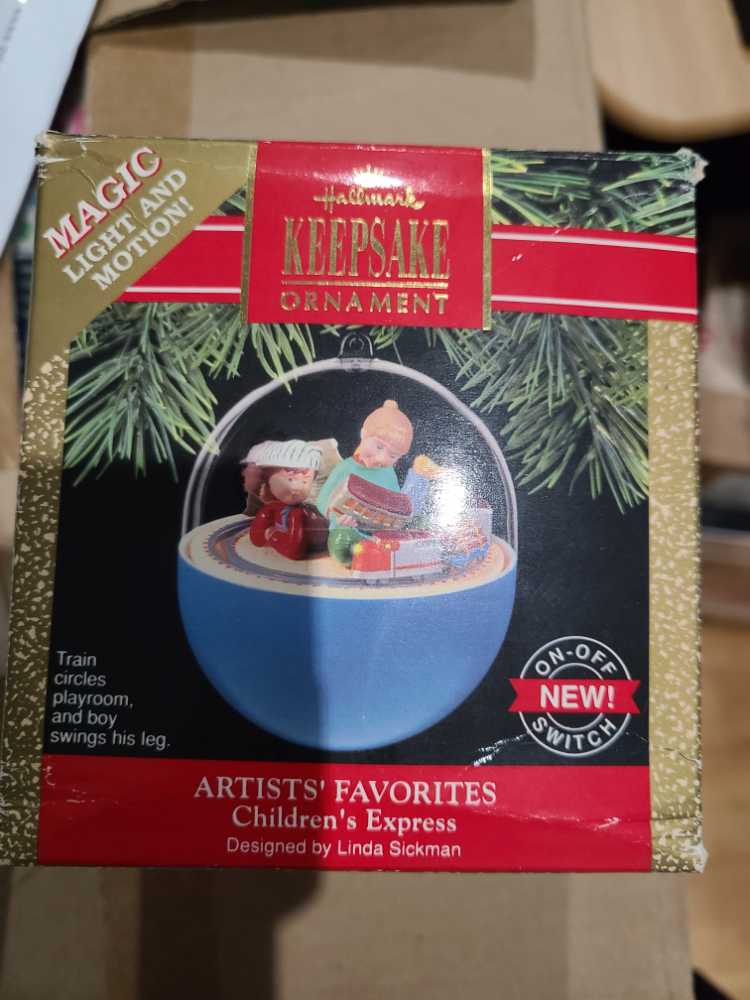 MAGIC
LIGHT AND
MOTION!
Hallmark
KEEPSAKE
ORNAMENT
Train
circles
playroom,
and boy
swings his leg.
ON-OFF
NEW!
SWITCH
ARTISTS' FAVORITES
Children's Express
Designed by Linda Sickman